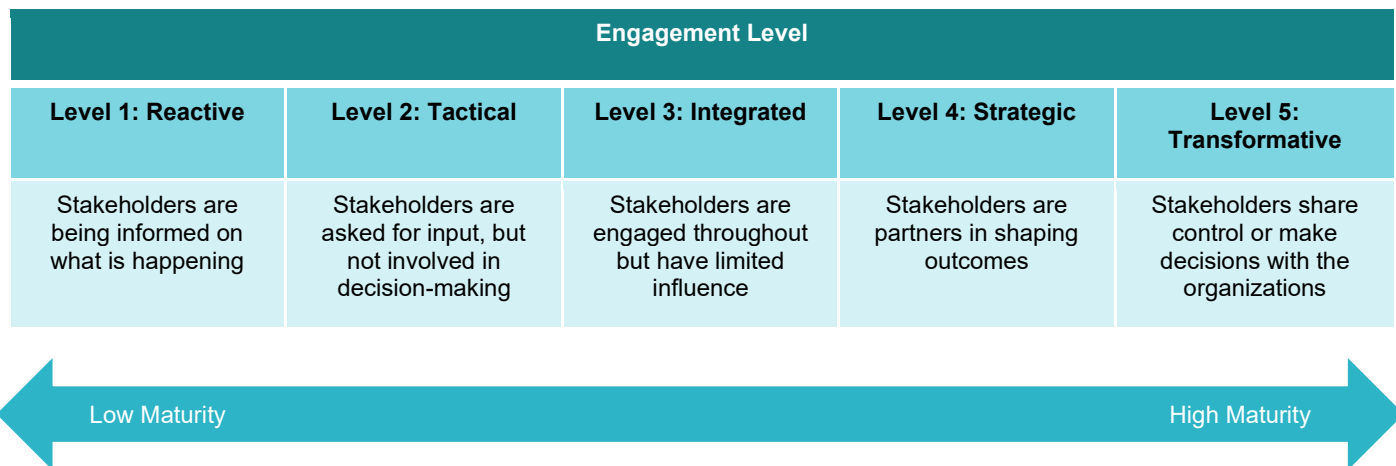 Engagement Level
Level 1: Reactive
Level 2: Tactical
Level 3: Integrated
Level 4: Strategic
Level 5:
Transformative
Stakeholders are
being informed on
what is happening
Stakeholders are
asked for input, but
not involved in
decision-making
Stakeholders are
engaged throughout
but have limited
influence
Stakeholders are
partners in shaping
outcomes
Stakeholders share
control or make
decisions with the
organizations
Low Maturity
High Maturity